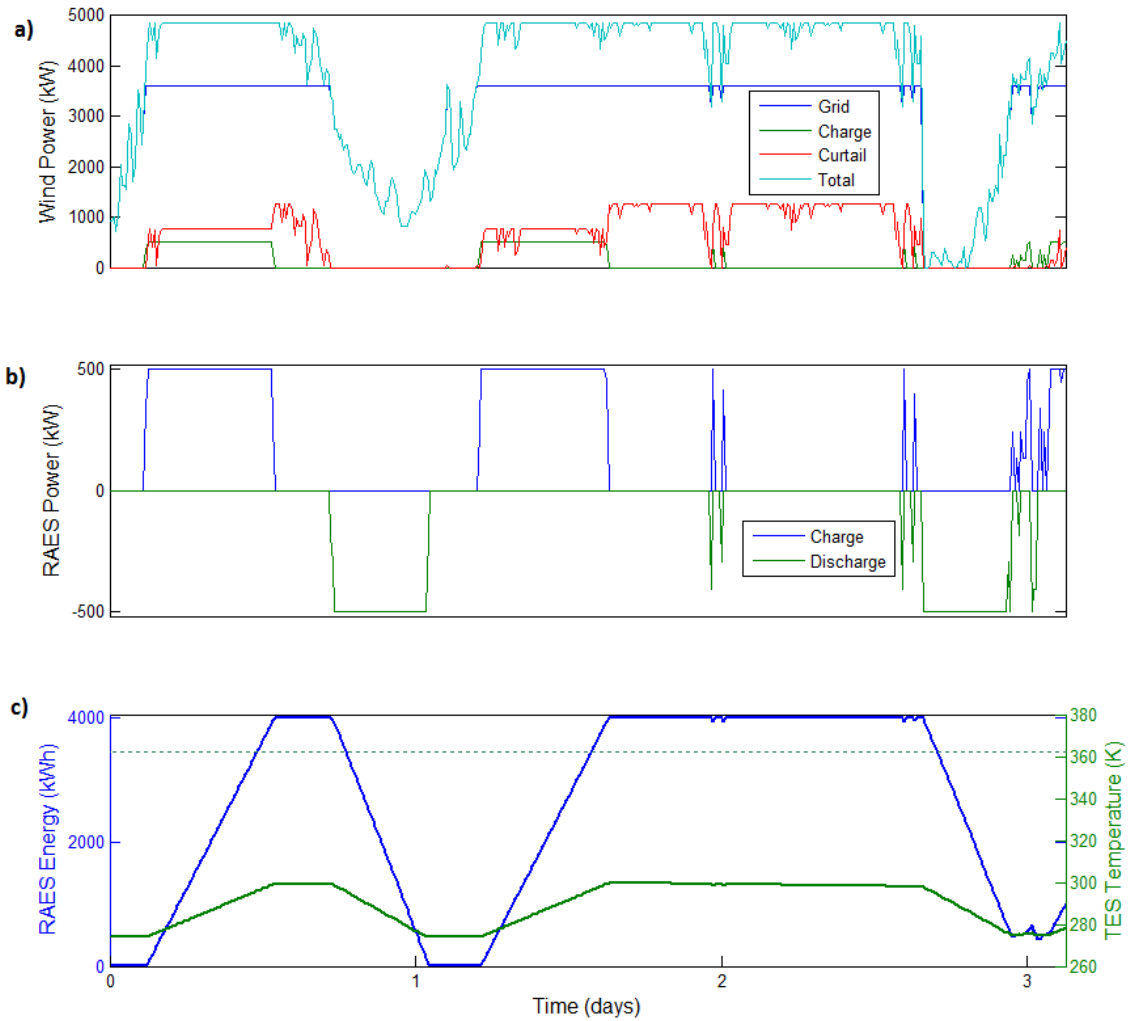 a)
Wind Power (kW)
5000
4000
3000
2000
1000
0
Grid
Charge
Curtail
Total
b)
RAES Power (kW)
500
0
-500
Charge
Discharge
c)
RAES Energy (kWh)
4000
2000
0
380
360
340
320
300
280
260
TES Temperature (K)
0
1
2
3
Time (days)